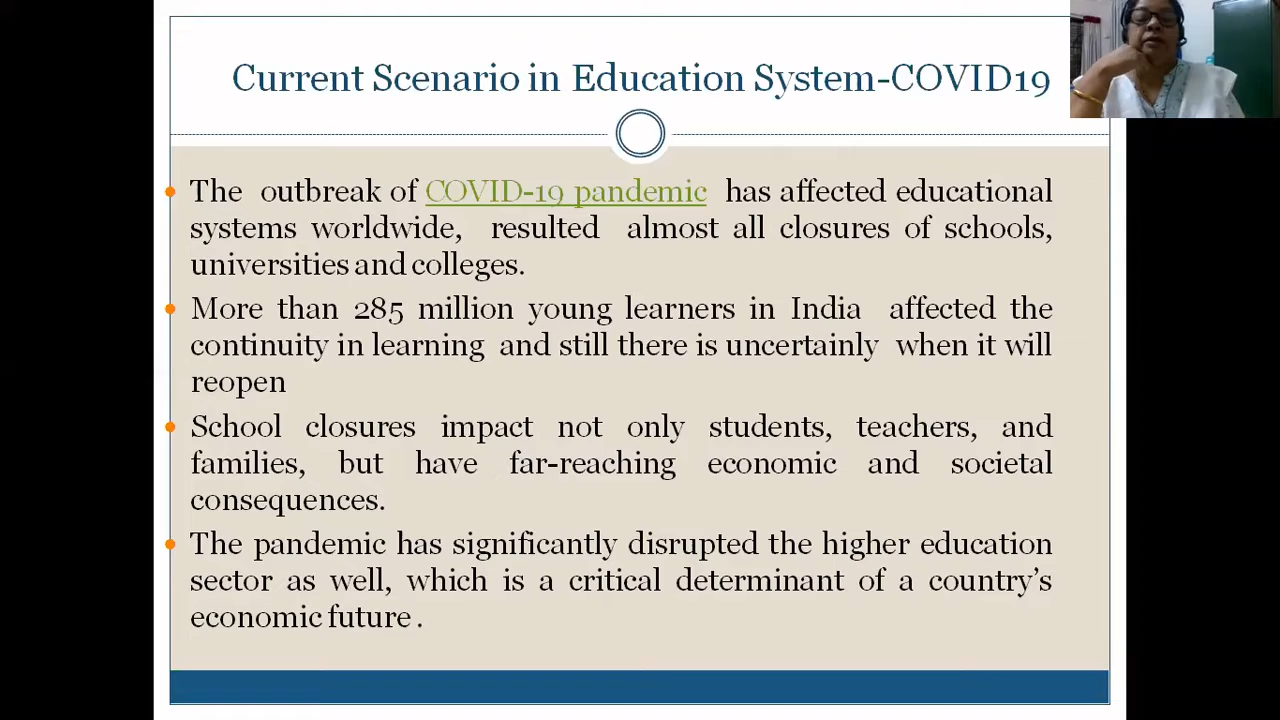 Current Scenario in Education System-COVID19
The outbreak of COVID-19 pandemic has affected educational
systems worldwide, resulted almost all closures of schools,
universities and colleges.
More than 285 million young learners in India affected the
continuity in learning and still there is uncertainly when it will
reopen
School closures impact not only students, teachers, and
families, but have far-reaching economic and societal
consequences.
The pandemic has significantly disrupted the higher education
sector as well, which is a critical determinant of a country's
economic future .